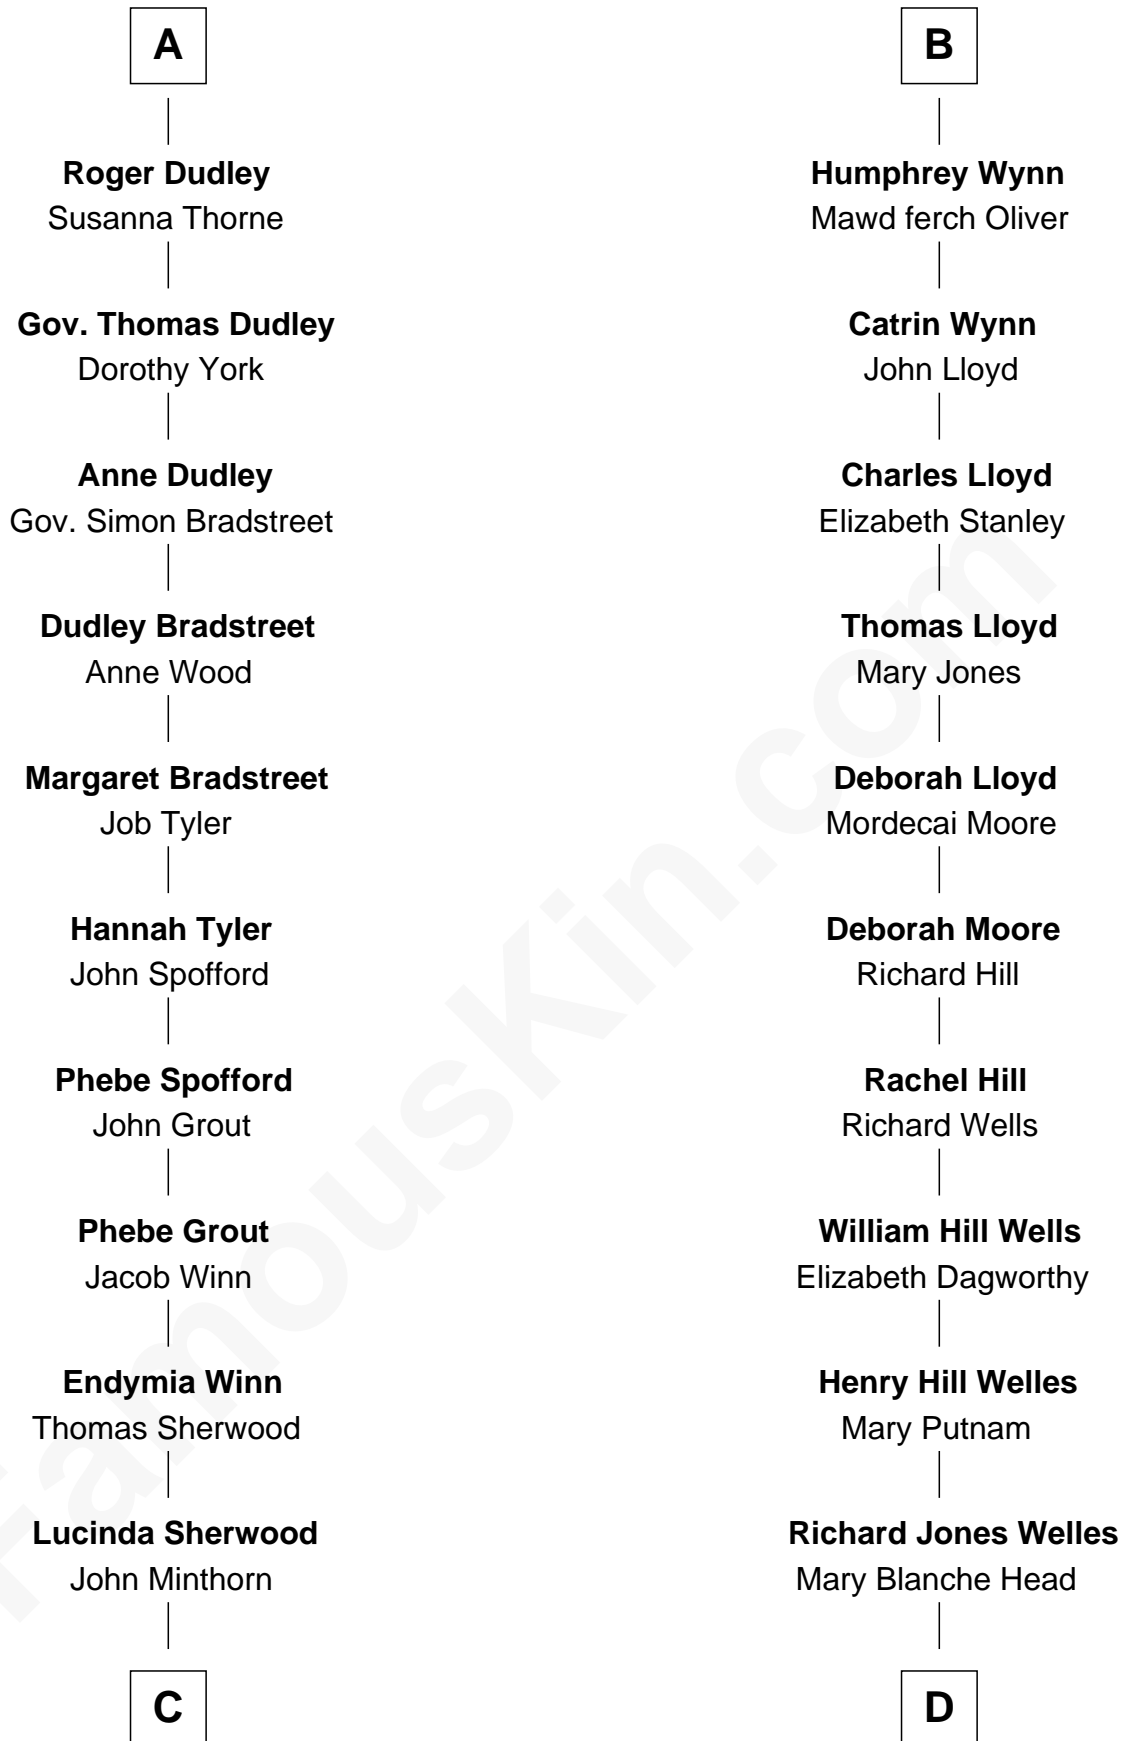 A
Roger Dudley
Susanna Thorne
Gov. Thomas Dudley
Dorothy York
Anne Dudley
Gov. Simon Bradstreet
Dudley Bradstreet
Anne Wood
Margaret Bradstreet
Job Tyler
Hannah Tyler
John Spofford
Phebe Spofford
John Grout
Phebe Grout
Jacob Winn
Endymia Winn
Thomas Sherwood
Lucinda Sherwood
John Minthorn
C
B
Humphrey Wynn
Mawd ferch Oliver
Catrin Wynn
John Lloyd
Charles Lloyd
Elizabeth Stanley
Thomas Lloyd
Mary Jones
Deborah Lloyd
Mordecai Moore
Deborah Moore
Richard Hill
Rachel Hill
Richard Wells
William Hill Wells
Elizabeth Dagworthy
Henry Hill Welles
Mary Putnam
Richard Jones Welles
Mary Blanche Head
D
FamousKin.com